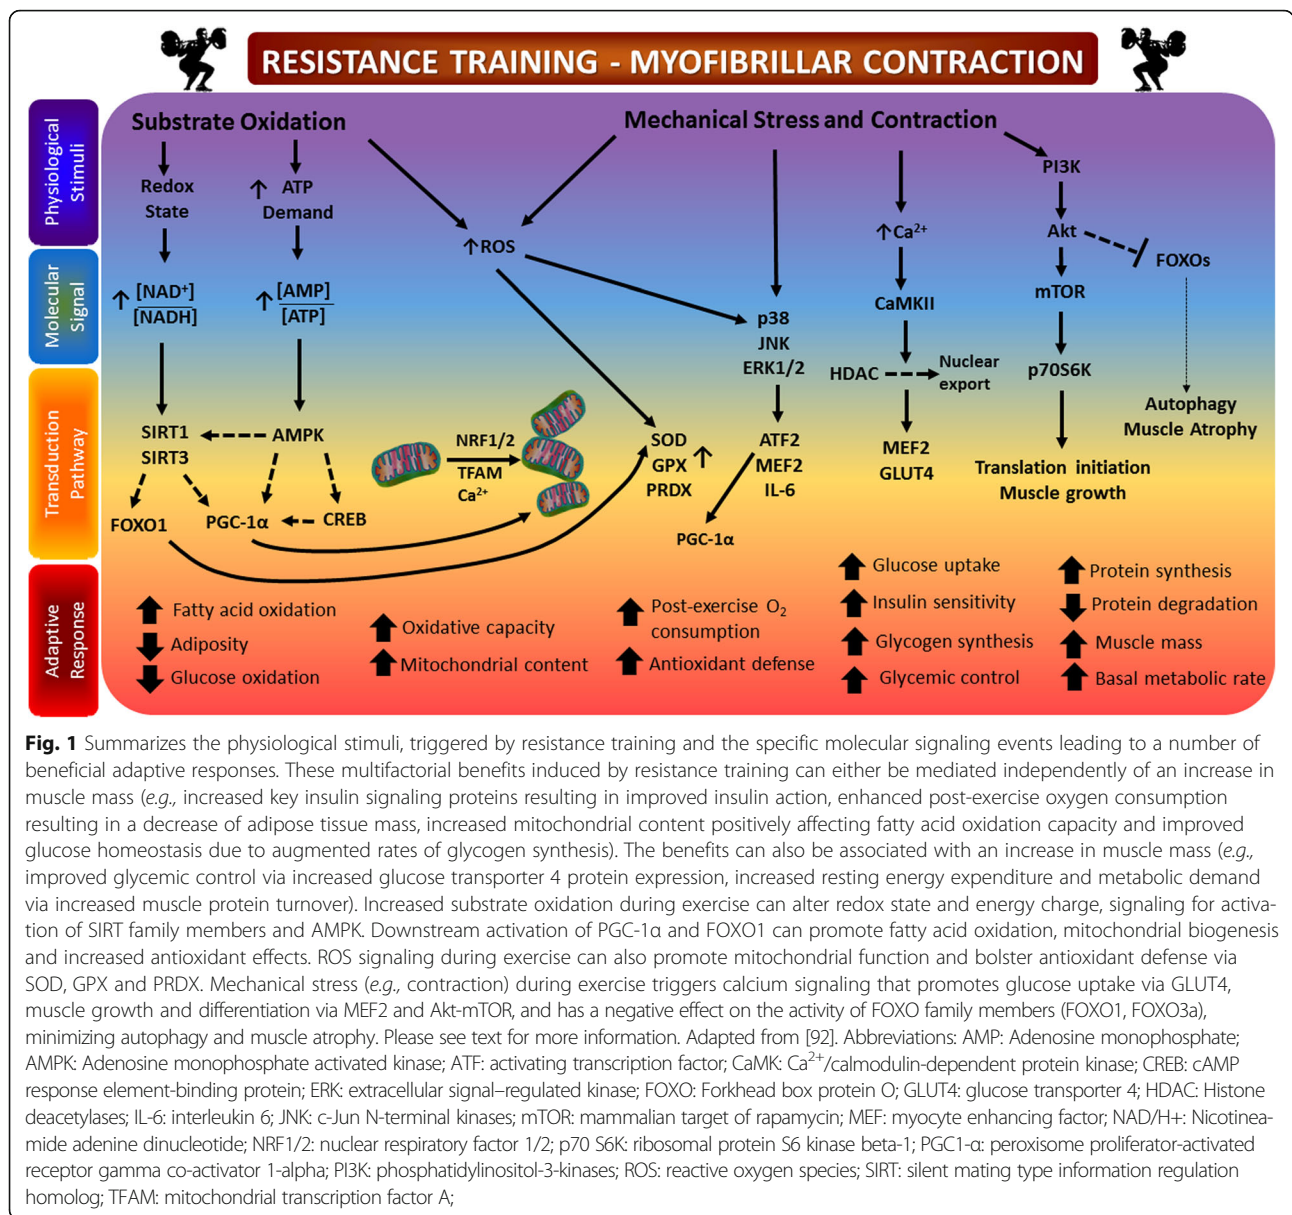 RESISTANCE TRAINING - MYOFIBRILLAR CONTRACTION
Physiological
Stimuli
Molecular
Signal
Transduction
Pathway
Adaptive
Response
Substrate Oxidation
Mechanical Stress and Contraction
Redox
State
↑ ATP
Demand
↑ROS
↑Ca²⁺
PI3K
Akt
FOXOs
↑ [NAD⁺]
[NADH]
↑ [AMP]
[ATP]
p38
JNK
ERK1/2
CaMKII
HDAC
Nuclear
export
mTOR
p70S6K
Autophagy
Muscle Atrophy
SIRT1
SIRT3
AMPK
FOXO1
PGC-1α
CREB
NRF1/2
TFAM
Ca²⁺
SOD
GPX ↑
PRDX
ATF2
MEF2
IL-6
PGC-1α
MEF2
GLUT4
Translation initiation
Muscle growth
Fatty acid oxidation
Adiposity
Glucose oxidation
Oxidative capacity
Mitochondrial content
Post-exercise O₂
consumption
Antioxidant defense
Glucose uptake
Insulin sensitivity
Glycogen synthesis
Glycemic control
Protein synthesis
Protein degradation
Muscle mass
Basal metabolic rate
Fig. 1 Summarizes the physiological stimuli, triggered by resistance training and the specific molecular signaling events leading to a number of
beneficial adaptive responses. These multifactorial benefits induced by resistance training can either be mediated independently of an increase in
muscle mass (e.g., increased key insulin signaling proteins resulting in improved insulin action, enhanced post-exercise oxygen consumption
resulting in a decrease of adipose tissue mass, increased mitochondrial content positively affecting fatty acid oxidation capacity and improved
glucose homeostasis due to augmented rates of glycogen synthesis). The benefits can also be associated with an increase in muscle mass (e.g.,
improved glycemic control via increased glucose transporter 4 protein expression, increased resting energy expenditure and metabolic demand
via increased muscle protein turnover). Increased substrate oxidation during exercise can alter redox state and energy charge, signaling for activa-
tion of SIRT family members and AMPK. Downstream activation of PGC-1α and FOXO1 can promote fatty acid oxidation, mitochondrial biogenesis
and increased antioxidant effects. ROS signaling during exercise can also promote mitochondrial function and bolster antioxidant defense via
SOD, GPX and PRDX. Mechanical stress (e.g., contraction) during exercise triggers calcium signaling that promotes glucose uptake via GLUT4,
muscle growth and differentiation via MEF2 and Akt-mTOR, and has a negative effect on the activity of FOXO family members (FOXO1, FOXO3a),
minimizing autophagy and muscle atrophy. Please see text for more information. Adapted from [92]. Abbreviations: AMP: Adenosine monophosphate;
AMPK: Adenosine monophosphate activated kinase; ATF: activating transcription factor; CaMK: Ca²⁺/calmodulin-dependent protein kinase; CREB: cAMP
response element-binding protein; ERK: extracellular signal–regulated kinase; FOXO: Forkhead box protein O; GLUT4: glucose transporter 4; HDAC: Histone
deacetylases; IL-6: interleukin 6; JNK: c-Jun N-terminal kinases; mTOR: mammalian target of rapamycin; MEF: myocyte enhancing factor; NAD/H+: Nicotinea-
mide adenine dinucleotide; NRF1/2: nuclear respiratory factor 1/2; p70 S6K: ribosomal protein S6 kinase beta-1; PGC1-α: peroxisome proliferator-activated
receptor gamma co-activator 1-alpha; PI3K: phosphatidylinositol-3-kinases; ROS: reactive oxygen species; SIRT: silent mating type information regulation
homolog; TFAM: mitochondrial transcription factor A;